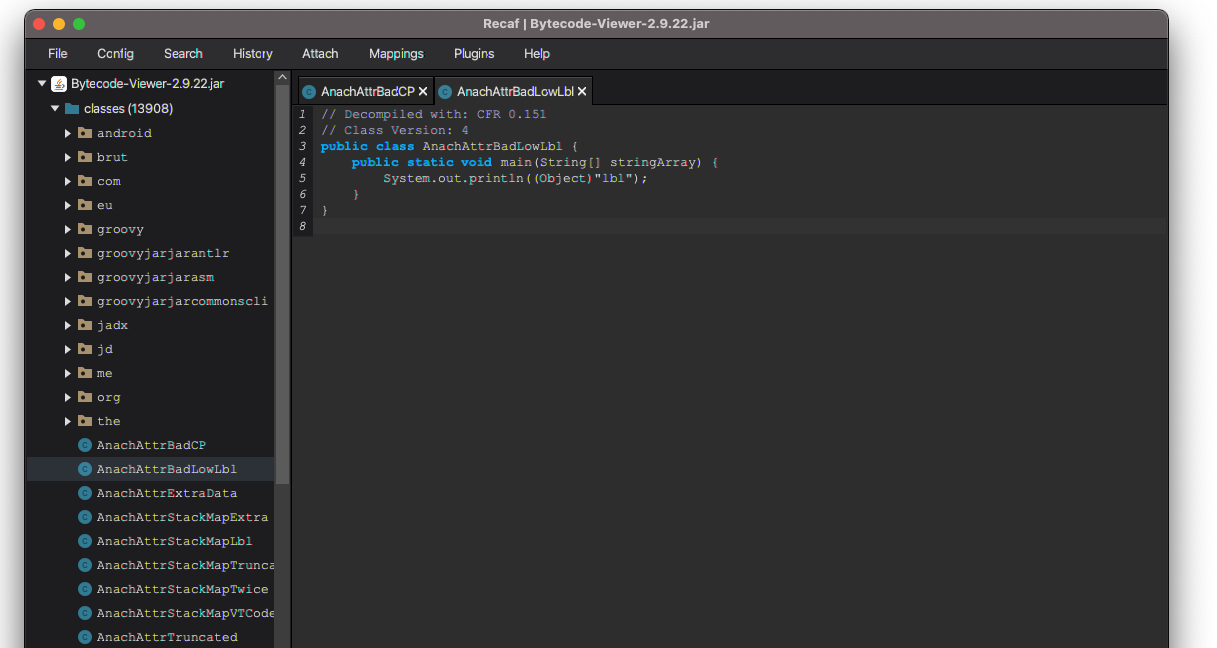 Recaf | Bytecode-Viewer-2.9.22.jar
File Config Search History Attach Mappings Plugins Help
Bytecode-Viewer-2.9.22.jar
classes (13908)
android
brut
com
eu
groovy
groovyjarjarantlr
groovyjarjarasm
groovyjarjarcommonscli
jadx
jd
me
org
the
AnachAttrBadCP
AnachAttrBadLowLbl
AnachAttrExtraData
AnachAttrStackMapExtra
AnachAttrStackMapLbl
AnachAttrStackMapTrunca
AnachAttrStackMapTwice
AnachAttrStackMapVTCode
AnachAttrTruncated
AnachAttrBadCP AnachAttrBadLowLbl
1 // Decompiled with: CFR 0.151
2 // Class Version: 4
3 public class AnachAttrBadLowLbl {
4 public static void main(String[] stringArray) {
5 System.out.println((Object)"lbl");
6 }
7 }
8